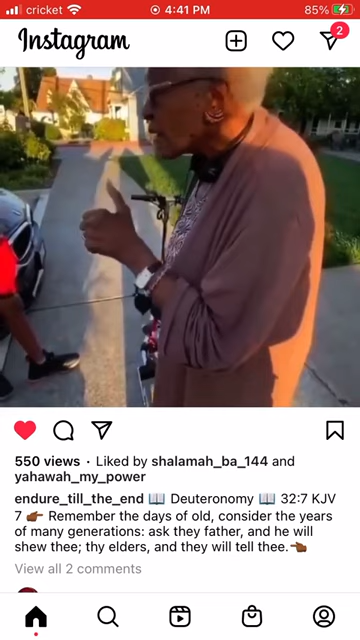 cricket 4:41 PM 85%
Instagram 2
550 views · Liked by shalamah_ba_144 and
yahawah_my_power
endure_till_the_end 📖 Deuteronomy 📖 32:7 KJV
7 👉🏾 Remember the days of old, consider the years
of many generations: ask they father, and he will
shew thee; thy elders, and they will tell thee.👈🏾
View all 2 comments